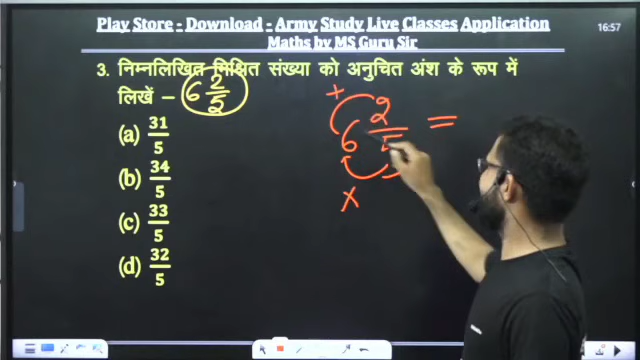 Play Store - Download - Army Study Live Classes Application
Maths by MS Guru Sir
16:57
3. निम्नलिखित मिश्रित संख्या को अनुचित अंश के रूप में
लिखें – 6 2/5
(a) 31/5
(b) 34/5
(c) 33/5
(d) 32/5
+
6 2/5 =
x